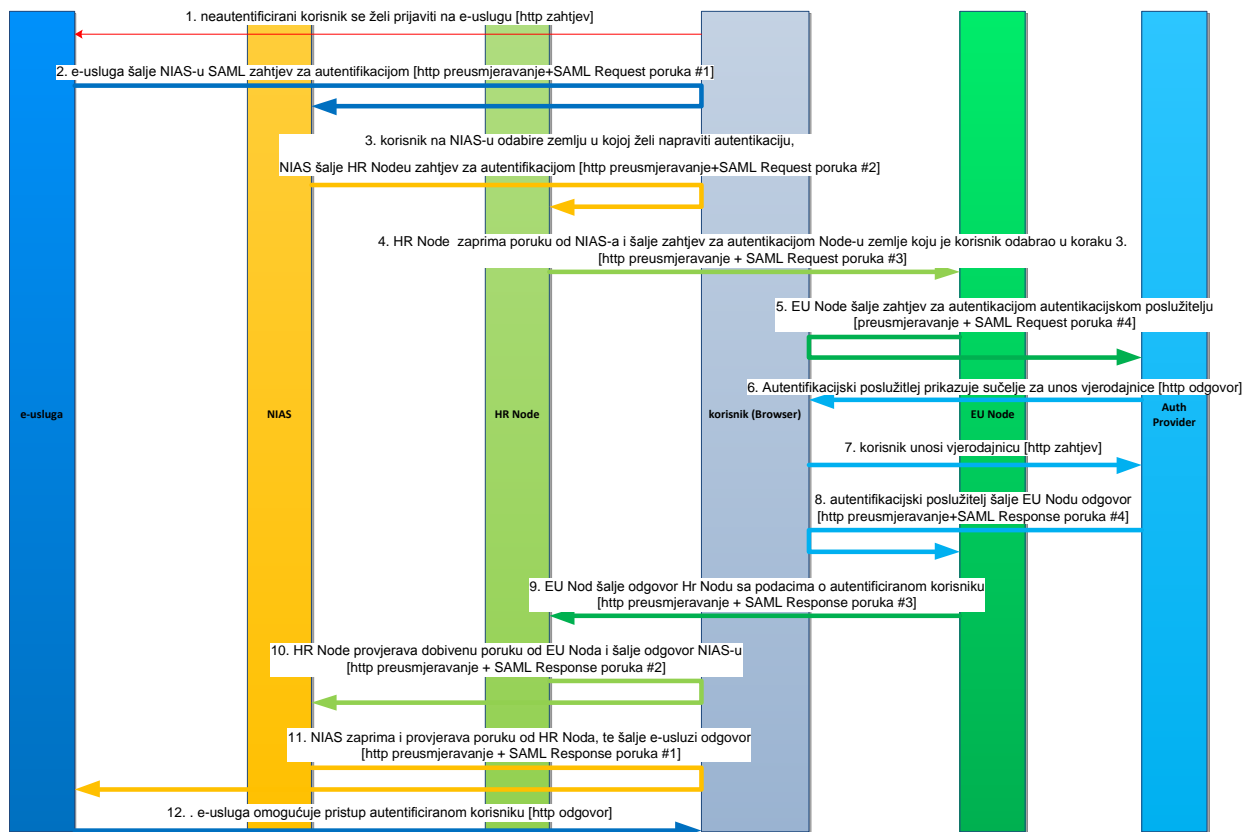 1. neautentificirani korisnik se želi prijaviti na e-uslugu [http zahtjev]
2. e-usluga šalje NIAS-u SAML zahtjev za autentifikacijom [http preusmjeravanje+SAML Request poruka #1]
3. korisnik na NIAS-u odabire zemlju u kojoj želi napraviti autentikaciju,
NIAS šalje HR Nodeu zahtjev za autentifikacijom [http preusmjeravanje+SAML Request poruka #2]
4. HR Node zaprima poruku od NIAS-a i šalje zahtjev za autentikacijom Node-u zemlje koju je korisnik odabrao u koraku 3.
[http preusmjeravanje + SAML Request poruka #3]
5. EU Node šalje zahtjev za autentikacijom autentikacijskom poslužitelju
[preusmjeravanje + SAML Request poruka #4]
6. Autentifikacijski poslužitlej prikazuje sučelje za unos vjerodajnice [http odgovor]
e-usluga
NIAS
HR Node
korisnik (Browser)
EU Node
Auth
Provider
7. korisnik unosi vjerodajnicu [http zahtjev]
8. autentifikacijski poslužitelj šalje EU Nodu odgovor
[http preusmjeravanje+SAML Response poruka #4]
9. EU Nod šalje odgovor Hr Nodu sa podacima o autentificiranom korisniku
[http preusmjeravanje + SAML Response poruka #3]
10. HR Node provjerava dobivenu poruku od EU Noda i šalje odgovor NIAS-u
[http preusmjeravanje + SAML Response poruka #2]
11. NIAS zaprima i provjerava poruku od HR Noda, te šalje e-usluzi odgovor
[http preusmjeravanje + SAML Response poruka #1]
12. . e-usluga omogućuje pristup autentificiranom korisniku [http odgovor]